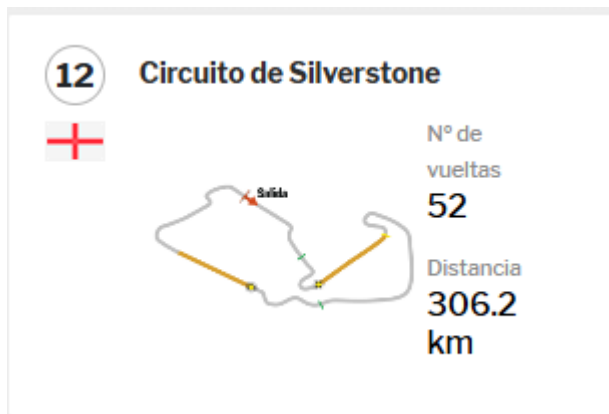 12
Circuito de Silverstone
Nº de
vueltas
52
Salida
Distancia
306.2
km